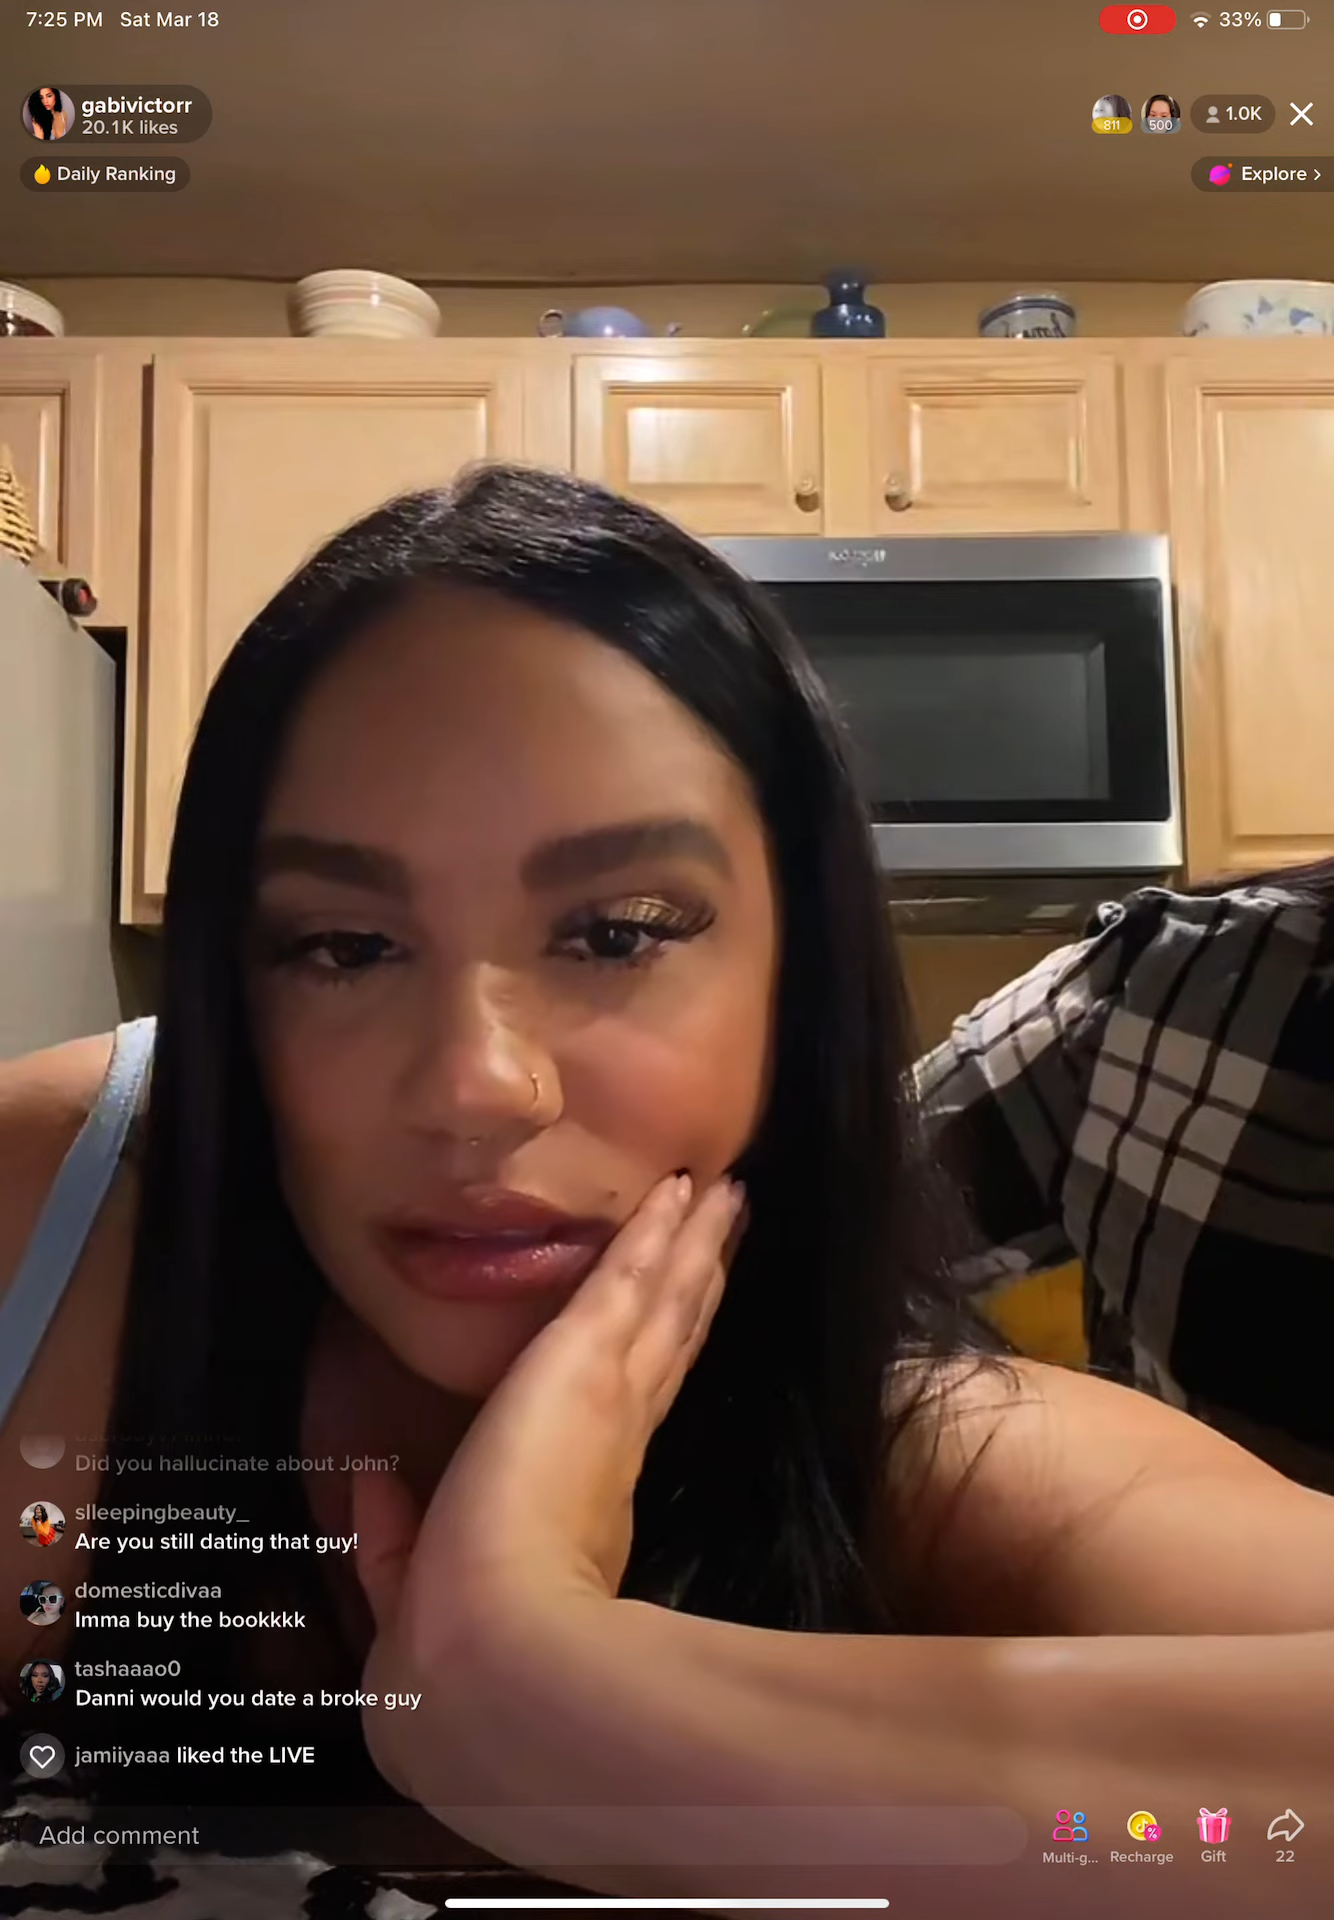 7:25 PM Sat Mar 18
33%
gabivictorr
20.1K likes
811
500
1.0K
Daily Ranking
Explore >
Did you hallucinate about John?
slleepingbeauty_
Are you still dating that guy!
domesticdivaa
Imma buy the bookkkk
tashaaao0
Danni would you date a broke guy
jamiiyaaa liked the LIVE
Add comment
Multi-g...
Recharge
Gift
22